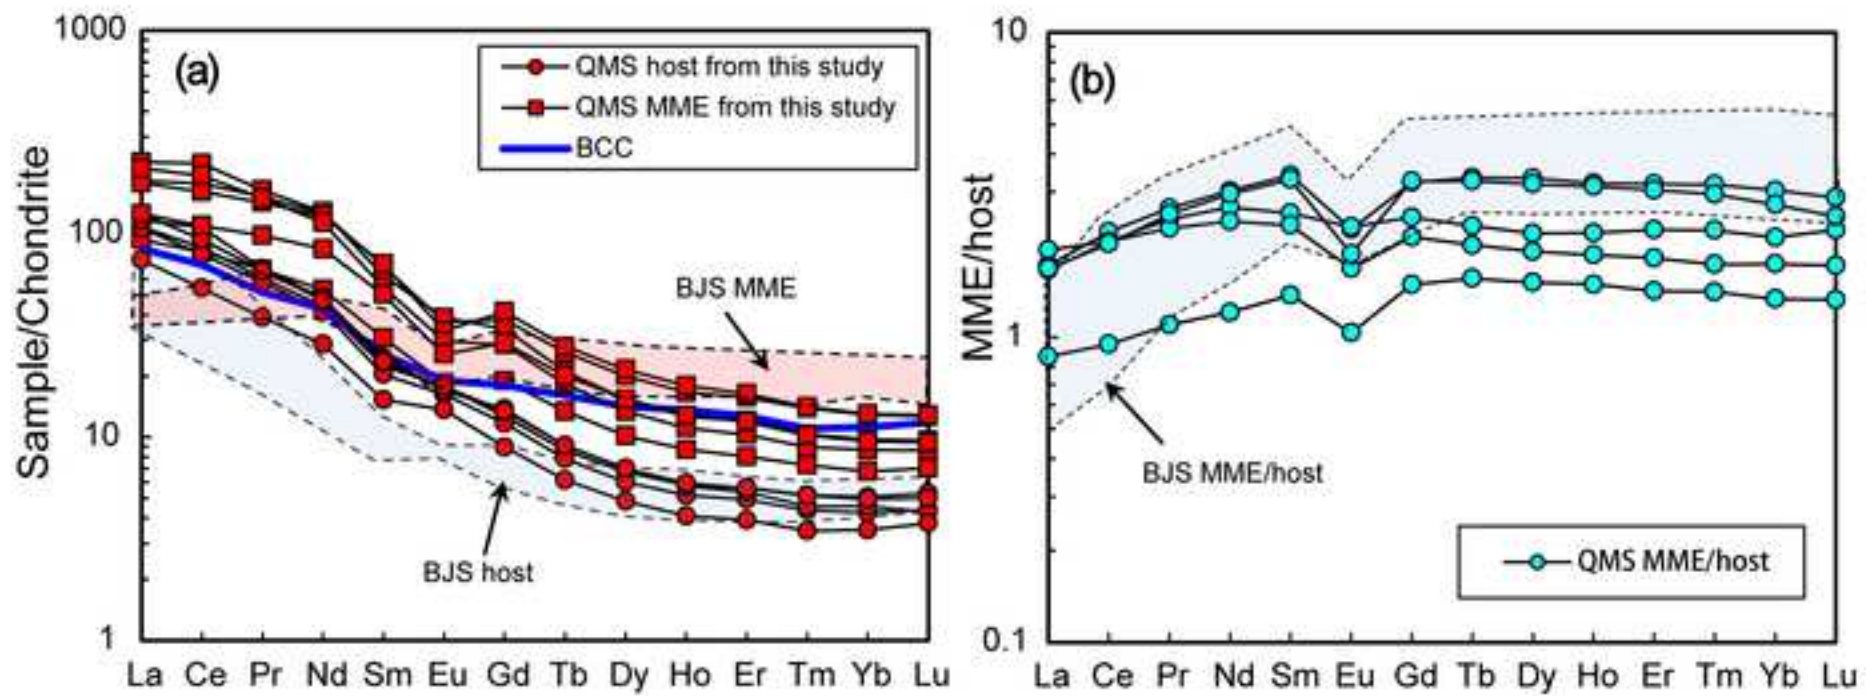 1000
(a)
QMS host from this study
QMS MME from this study
BCC
100
BJS MME
Sample/Chondrite
10
BJS host
1
La Ce Pr Nd Sm Eu Gd Tb Dy Ho Er Tm Yb Lu
10
(b)
MME/host
1
BJS MME/host
QMS MME/host
0.1
La Ce Pr Nd Sm Eu Gd Tb Dy Ho Er Tm Yb Lu